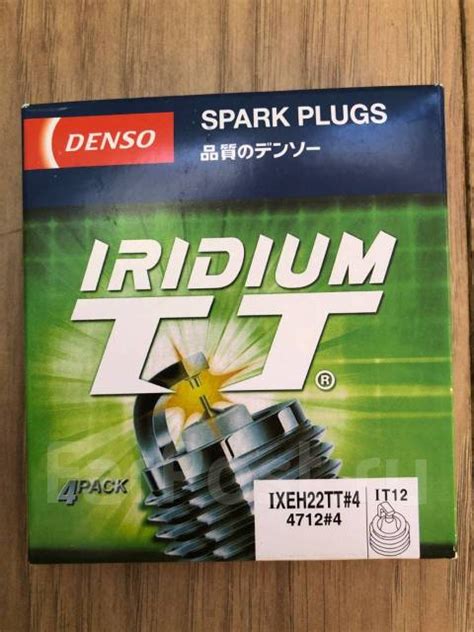 DENSO
SPARK PLUGS
品質のデンソー
IRIDIUM
TT®
4PACK
IXEH22TT#4
4712#4
IT12